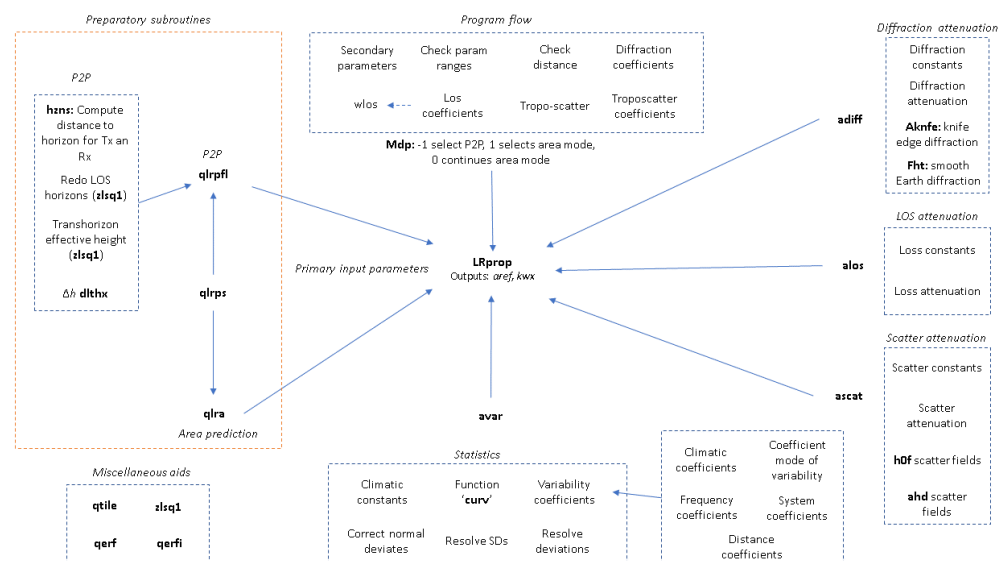 Preparatory subroutines
P2P
hzns: Compute
distance to
horizon for Tx an
Rx
Redo LOS
horizons (zlsq1)
Transhorizon
effective height
(zlsq1)
Δh dlthx
P2P
qlrpfl
qlrps
qlra
Area prediction
Program flow
Secondary
parameters
Check param
ranges
Check
distance
Diffraction
coefficients
wlos
Los
coefficients
Tropo-scatter
Troposcatter
coefficients
Mdp: -1 select P2P, 1 selects area mode,
0 continues area mode
Primary input parameters
LRprop
Outputs: aref, kwx
avar
adiff
alos
ascat
Diffraction attenuation
Diffraction
constants
Diffraction
attenuation
Aknfe: knife
edge diffraction
Fht: smooth
Earth diffraction
LOS attenuation
Loss constants
Loss attenuation
Scatter attenuation
Scatter constants
Scatter
attenuation
h0f scatter fields
ahd scatter
fields
Miscellaneous aids
qtile
zlsq1
qerf
qerfi
Statistics
Climatic
constants
Function
‘curv’
Variability
coefficients
Correct normal
deviates
Resolve SDs
Resolve
deviations
Climatic
coefficients
Coefficient
mode of
variability
Frequency
coefficients
System
coefficients
Distance
coefficients